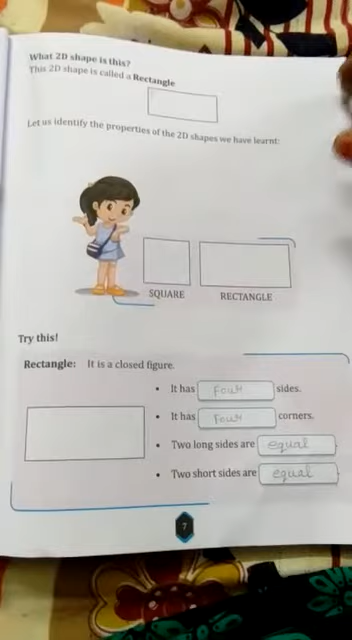 What 2D shape is this?
This 2D shape is called a Rectangle
Let us identify the properties of the 2D shapes we have learnt:
SQUARE RECTANGLE
Try this!
Rectangle: It is a closed figure.
• It has Four sides.
• It has Four corners.
• Two long sides are equal.
• Two short sides are equal.
7